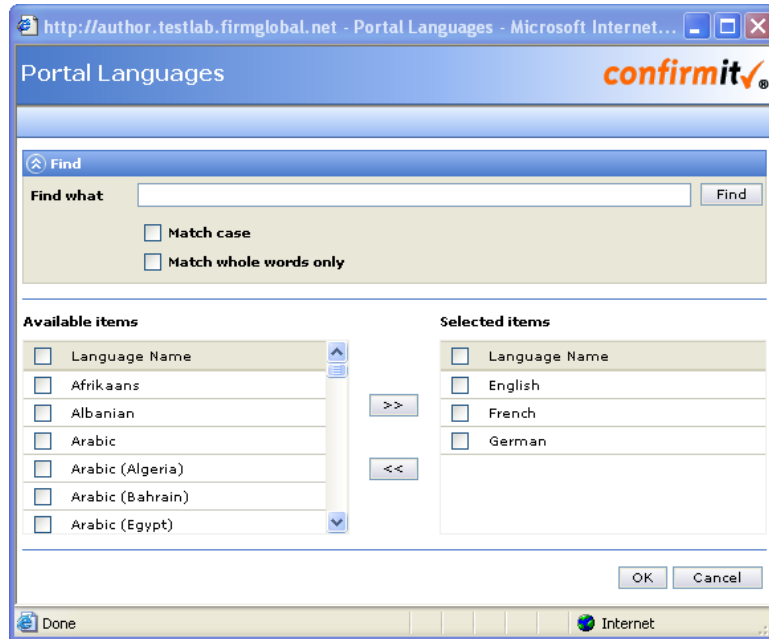 http://author.testlab.firmglobal.net - Portal Languages - Microsoft Internet...
Portal Languages
confirmit®
Find
Find what
Find
Match case
Match whole words only
Available items
Selected items
Language Name
Language Name
Afrikaans
English
Albanian
French
Arabic
German
>>
Arabic (Algeria)
<<
Arabic (Bahrain)
Arabic (Egypt)
OK
Cancel
Done
Internet